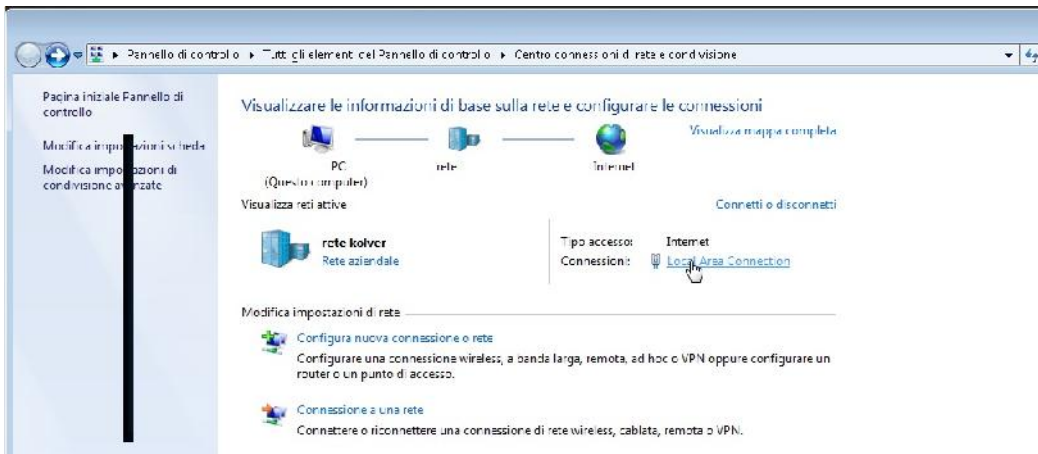 Pannello di controllo ▸ Tutti gli elementi del Pannello di controllo ▸ Centro connessioni di rete e condivisione
Pagina iniziale Pannello di
controllo
Modifica scheda
Modifica di
condivisione
Visualizzare le informazioni di base sulla rete e configurare le connessioni
Visualizza mappa completa
PC
(Questo computer)
rete
Internet
Visualizza reti attive
Connetti o disconnetti
rete kolver
Rete aziendale
Tipo accesso: Internet
Connessioni: Local Area Connection
Modifica impostazioni di rete
Configura nuova connessione o rete
Configurare una connessione wireless, a banda larga, remota, ad hoc o VPN oppure configurare un
router o un punto di accesso.
Connessione a una rete
Connettere o riconnettere una connessione di rete wireless, cablata, remota o VPN.